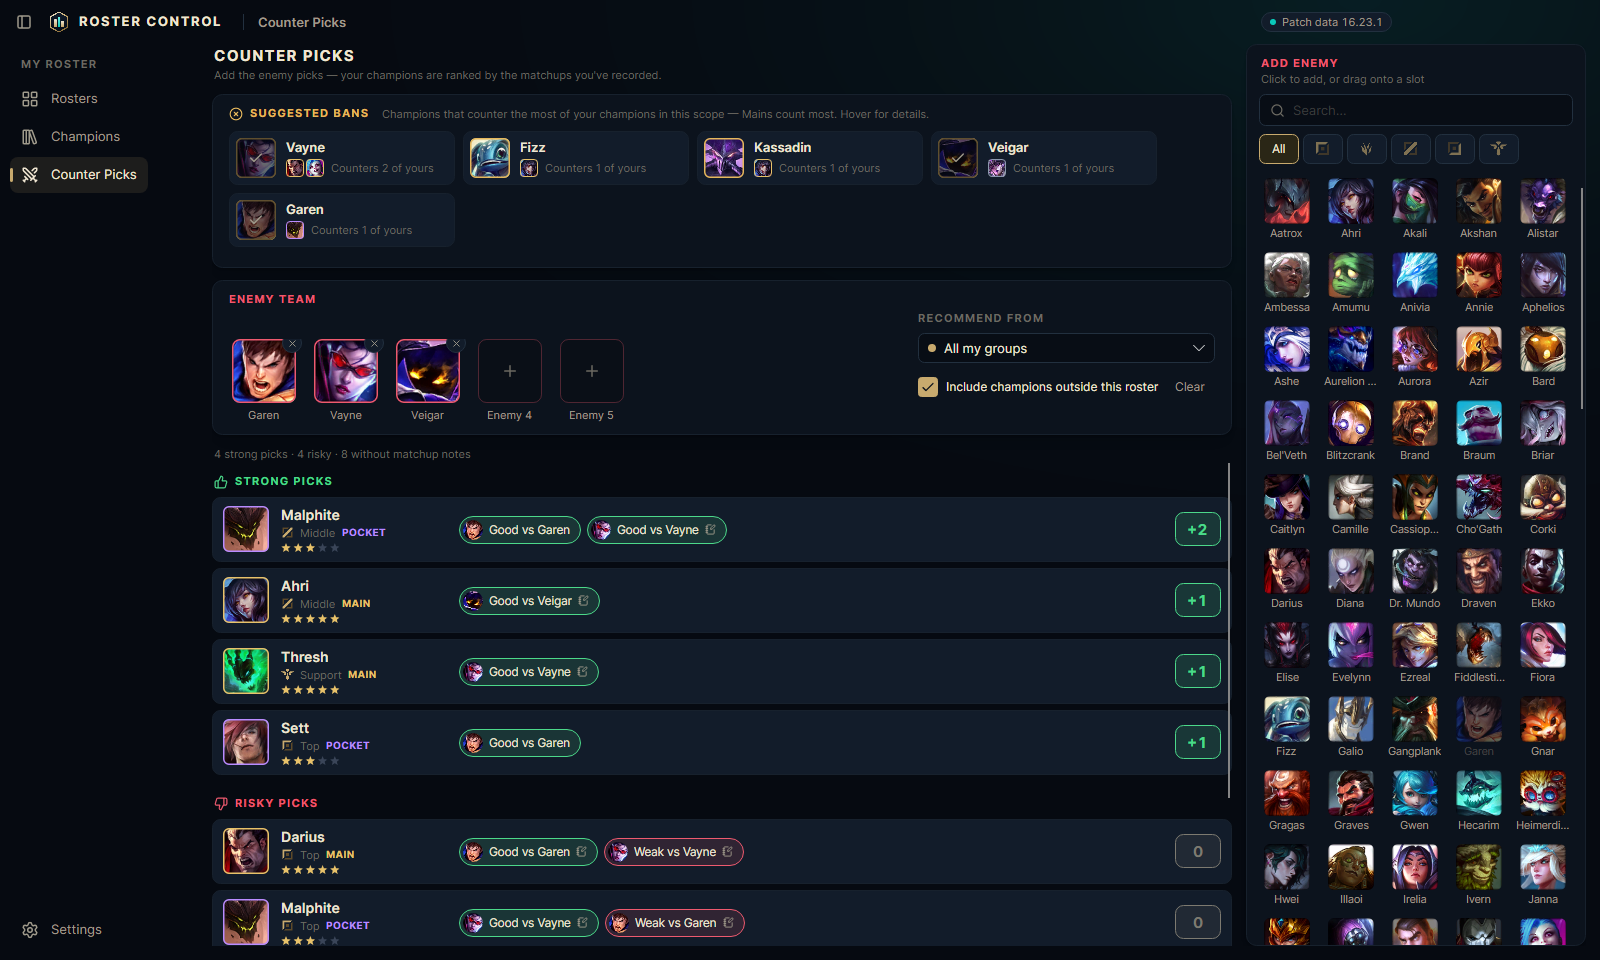 ROSTER CONTROL
Counter Picks
Patch data 16.23.1
MY ROSTER
Rosters
Champions
Counter Picks
Settings
COUNTER PICKS
Add the enemy picks — your champions are ranked by the matchups you've recorded.
SUGGESTED BANS Champions that counter the most of your champions in this scope — Mains count most. Hover for details.
Vayne
Counters 2 of yours
Fizz
Counters 1 of yours
Kassadin
Counters 1 of yours
Veigar
Counters 1 of yours
Garen
Counters 1 of yours
ENEMY TEAM
Garen
Vayne
Veigar
Enemy 4
Enemy 5
RECOMMEND FROM
All my groups
Include champions outside this roster Clear
4 strong picks · 4 risky · 8 without matchup notes
STRONG PICKS
Malphite
Middle POCKET
Good vs Garen
Good vs Vayne
+2
Ahri
Middle MAIN
Good vs Veigar
+1
Thresh
Support MAIN
Good vs Vayne
+1
Sett
Top POCKET
Good vs Garen
+1
RISKY PICKS
Darius
Top MAIN
Good vs Garen
Weak vs Vayne
0
Malphite
Top POCKET
Good vs Vayne
Weak vs Garen
0
ADD ENEMY
Click to add, or drag onto a slot
Search...
All
Aatrox Ahri Akali Akshan Alistar
Ambessa Amumu Anivia Annie Aphelios
Ashe Aurelion ... Aurora Azir Bard
Bel'Veth Blitzcrank Brand Braum Briar
Caitlyn Camille Cassiop... Cho'Gath Corki
Darius Diana Dr. Mundo Draven Ekko
Elise Evelynn Ezreal Fiddlesti... Fiora
Fizz Galio Gangplank Garen Gnar
Gragas Graves Gwen Hecarim Heimerdi...
Hwei Illaoi Irelia Ivern Janna